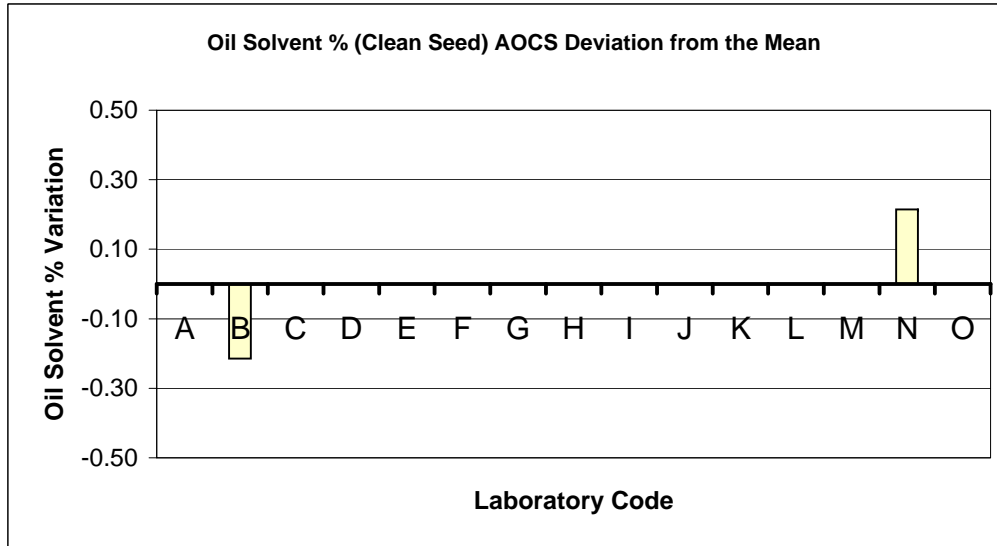 Oil Solvent % (Clean Seed) AOCS Deviation from the Mean
Oil Solvent % Variation
0.50
0.30
0.10
-0.10
-0.30
-0.50
A B C D E F G H I J K L M N O
Laboratory Code